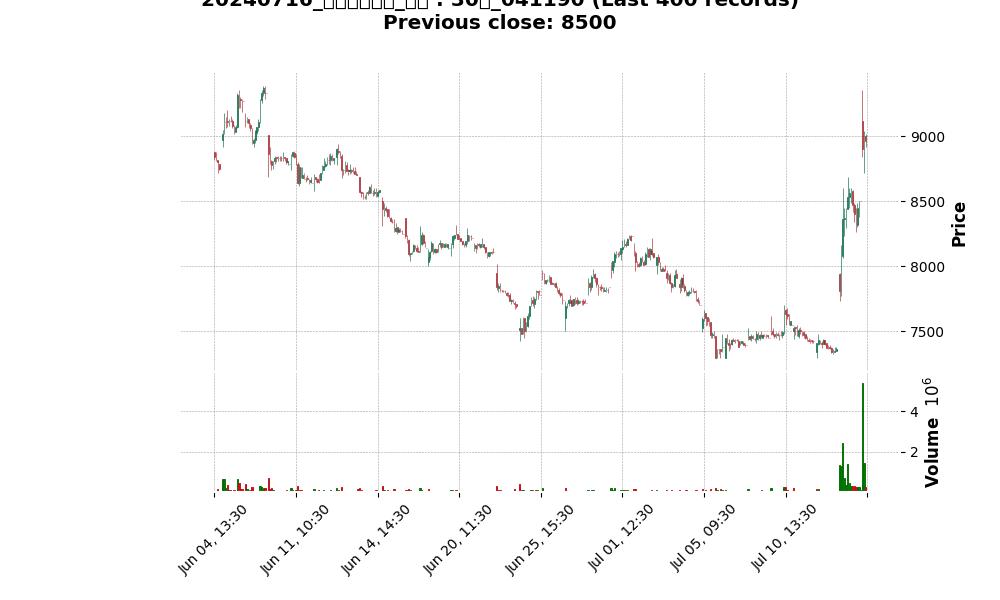 20240716_□□□□□□_□□ : 30□_041190 (Last 400 records)
Previous close: 8500
9000
8500
8000
7500
Price
4
2
Volume 10^6
Jun 04, 13:30
Jun 11, 10:30
Jun 14, 14:30
Jun 20, 11:30
Jun 25, 15:30
Jul 01, 12:30
Jul 05, 09:30
Jul 10, 13:30